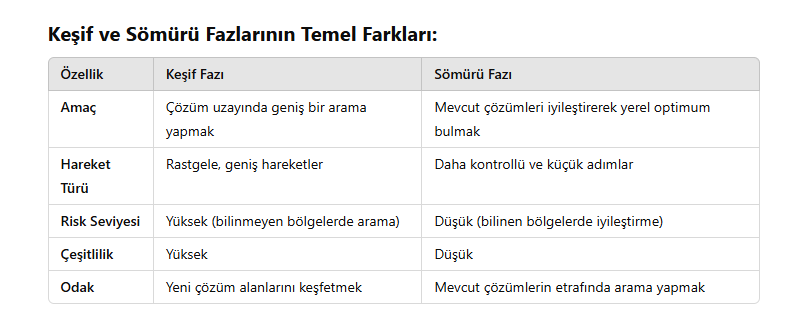 Keşif ve Sömürü Fazlarının Temel Farkları:
Özellik Keşif Fazı Sömürü Fazı
Amaç Çözüm uzayında geniş bir arama yapmak Mevcut çözümleri iyileştirerek yerel optimum bulmak
Hareket Türü Rastgele, geniş hareketler Daha kontrollü ve küçük adımlar
Risk Seviyesi Yüksek (bilinmeyen bölgelerde arama) Düşük (bilinen bölgelerde iyileştirme)
Çeşitlilik Yüksek Düşük
Odak Yeni çözüm alanlarını keşfetmek Mevcut çözümlerin etrafında arama yapmak